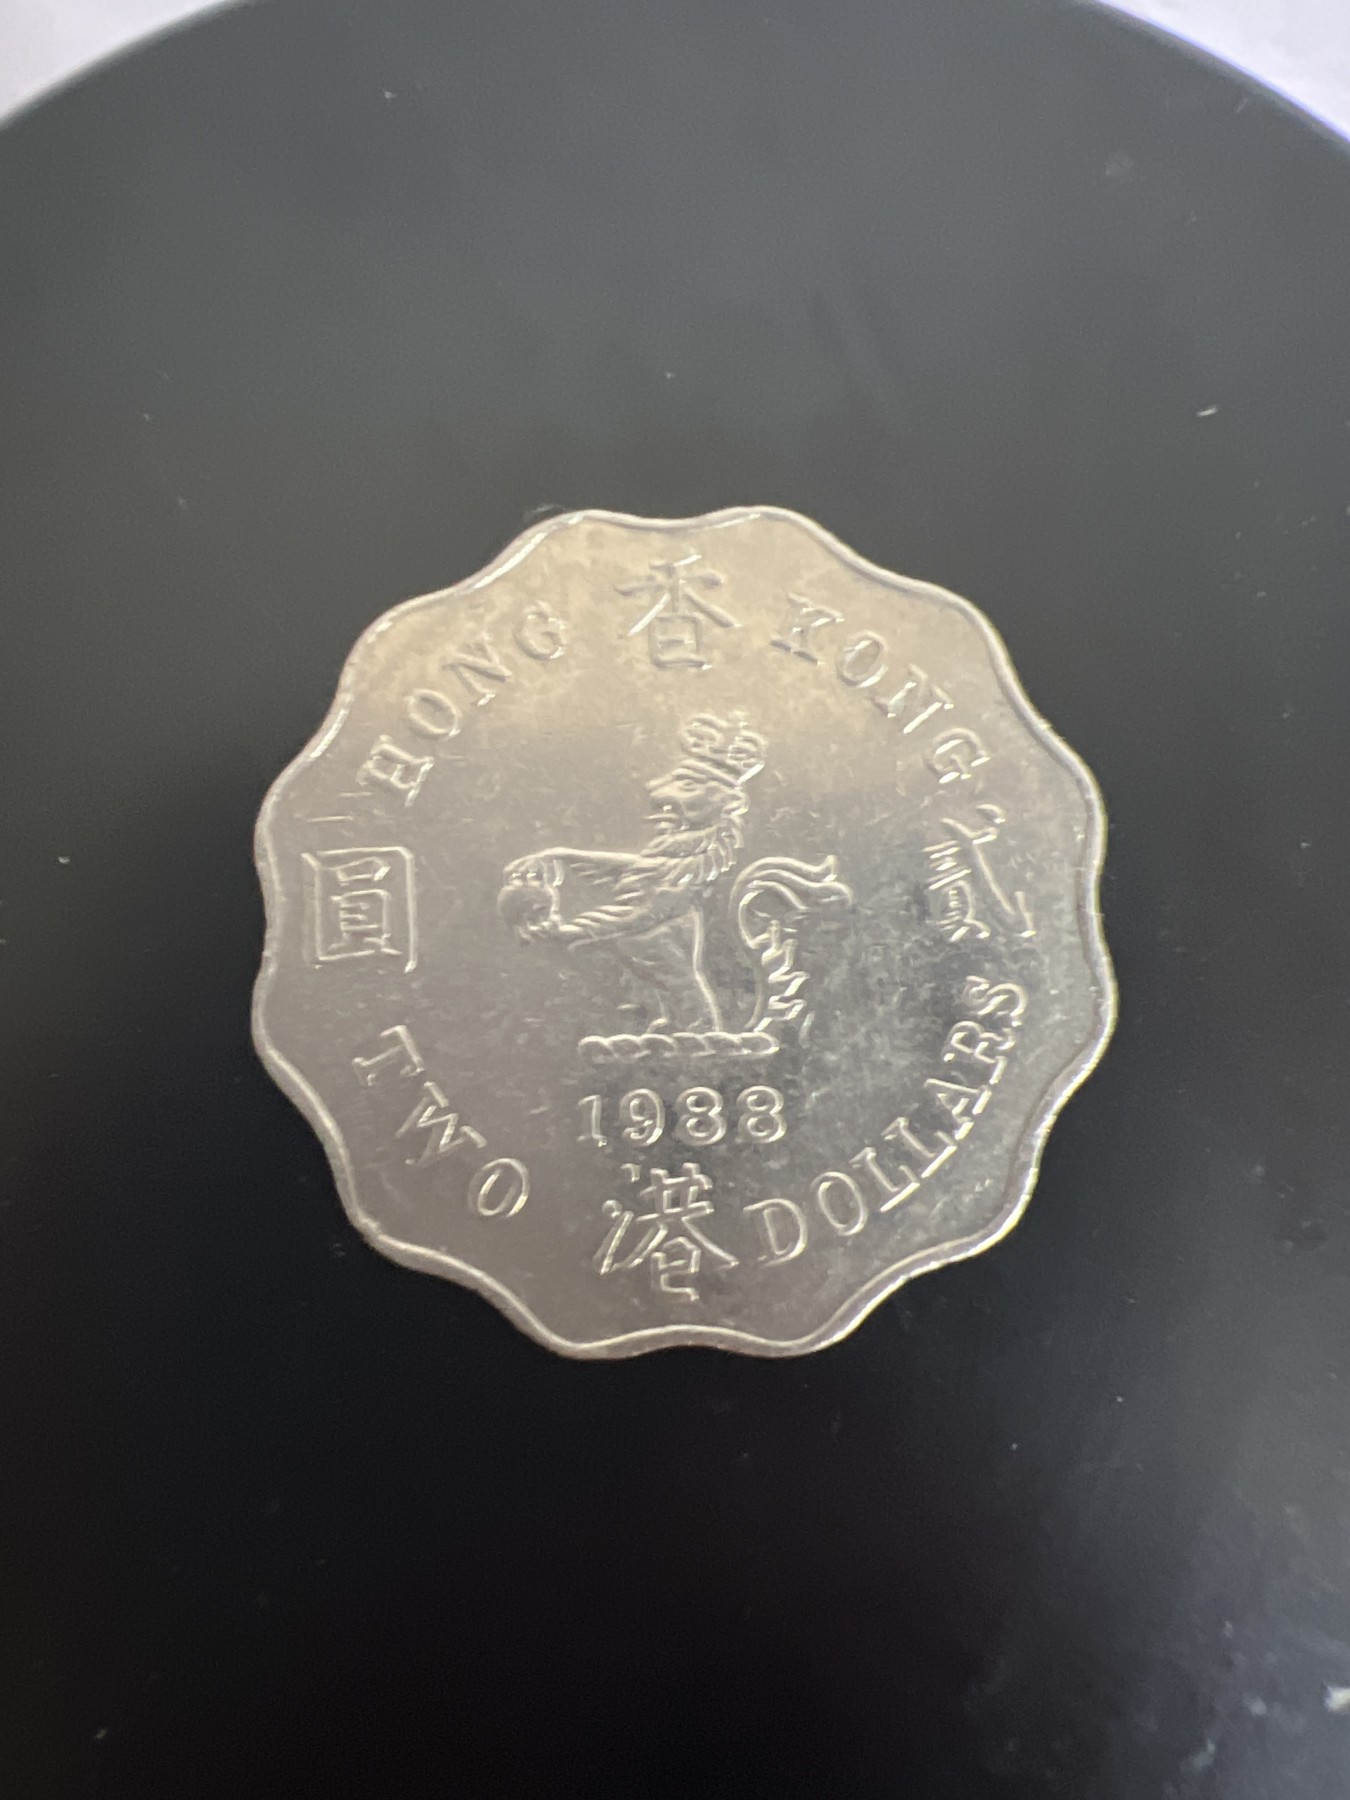 HONG KONG
香
港
貳
圓
1988
TWO DOLLARS